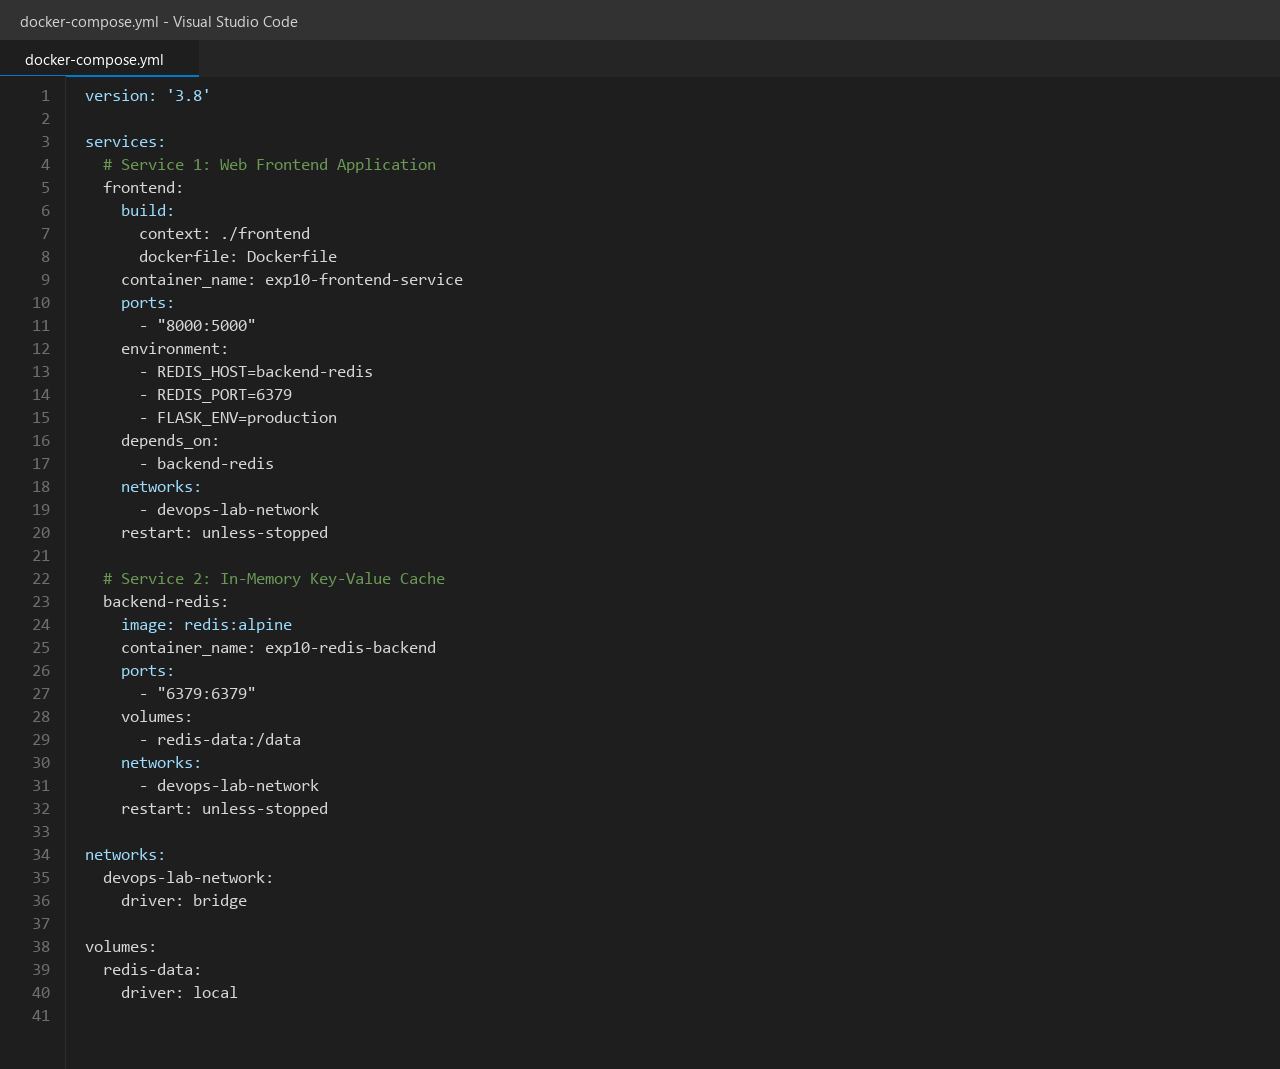 docker-compose.yml - Visual Studio Code
docker-compose.yml
1 version: '3.8'
2
3 services:
4   # Service 1: Web Frontend Application
5   frontend:
6     build:
7       context: ./frontend
8       dockerfile: Dockerfile
9     container_name: exp10-frontend-service
10     ports:
11       - "8000:5000"
12     environment:
13       - REDIS_HOST=backend-redis
14       - REDIS_PORT=6379
15       - FLASK_ENV=production
16     depends_on:
17       - backend-redis
18     networks:
19       - devops-lab-network
20     restart: unless-stopped
21
22   # Service 2: In-Memory Key-Value Cache
23   backend-redis:
24     image: redis:alpine
25     container_name: exp10-redis-backend
26     ports:
27       - "6379:6379"
28     volumes:
29       - redis-data:/data
30     networks:
31       - devops-lab-network
32     restart: unless-stopped
33
34 networks:
35   devops-lab-network:
36     driver: bridge
37
38 volumes:
39   redis-data:
40     driver: local
41